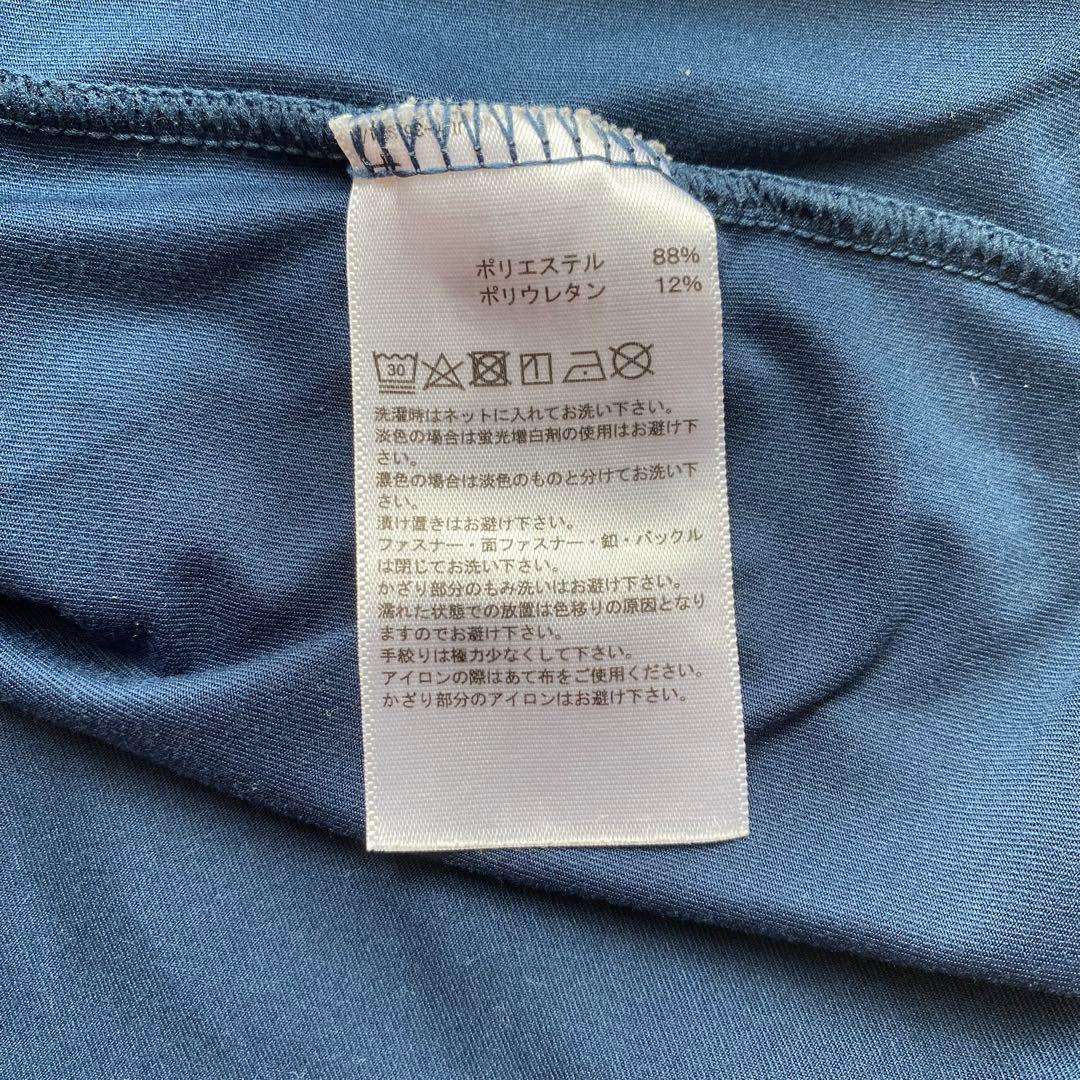 ポリエステル 88%
ポリウレタン 12%
30
洗濯時はネットに入れてお洗い下さい。
淡色の場合は蛍光増白剤の使用はお避け下
さい。
濃色の場合は淡色のものと分けてお洗い下
さい。
漬け置きはお避け下さい。
ファスナー・面ファスナー・釦・バックル
は閉じてお洗い下さい。
かざり部分のもみ洗いはお避け下さい。
濡れた状態での放置は色移りの原因となり
ますのでお避け下さい。
手絞りは極力少なくして下さい。
アイロンの際はあて布をご使用ください。
かざり部分のアイロンはお避け下さい。